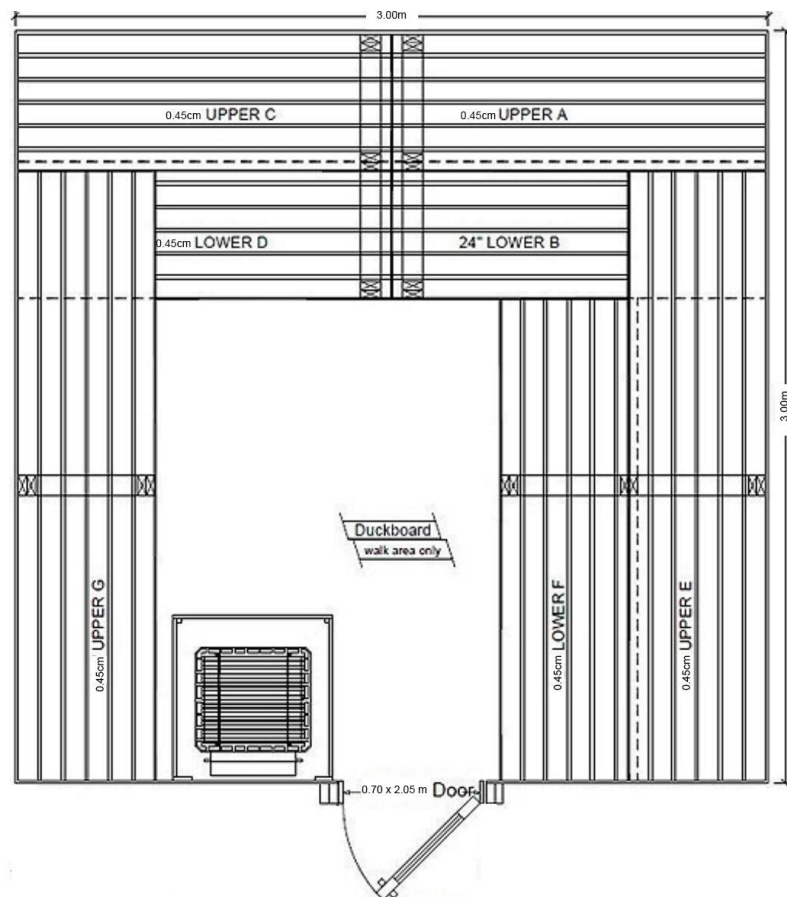 3.00m
0.45cm UPPER C
0.45cm UPPER A
0.45cm LOWER D
24" LOWER B
3.00m
Duckboard
walk area only
0.45cm UPPER G
0.45cm LOWER F
0.45cm UPPER E
0.70 x 2.05 m Door